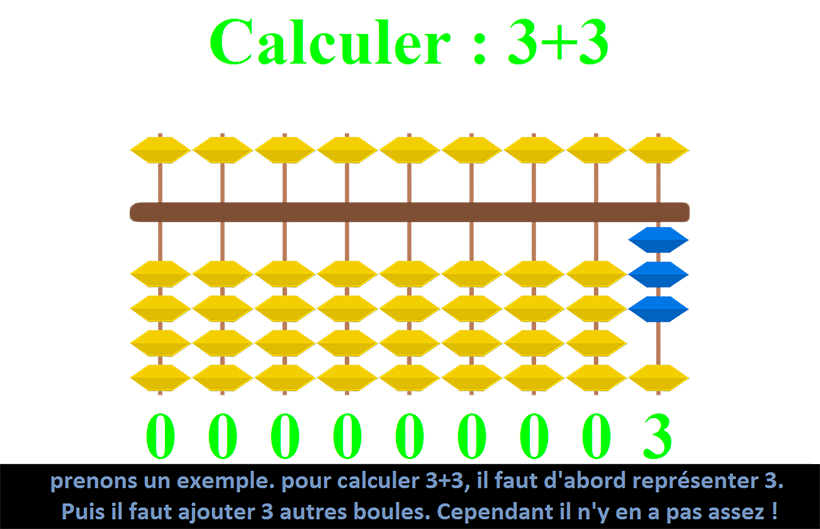 Calculer : 3+3
0 0 0 0 0 0 0 0 3
prenons un exemple. pour calculer 3+3, il faut d'abord représenter 3.
Puis il faut ajouter 3 autres boules. Cependant il n'y en a pas assez !